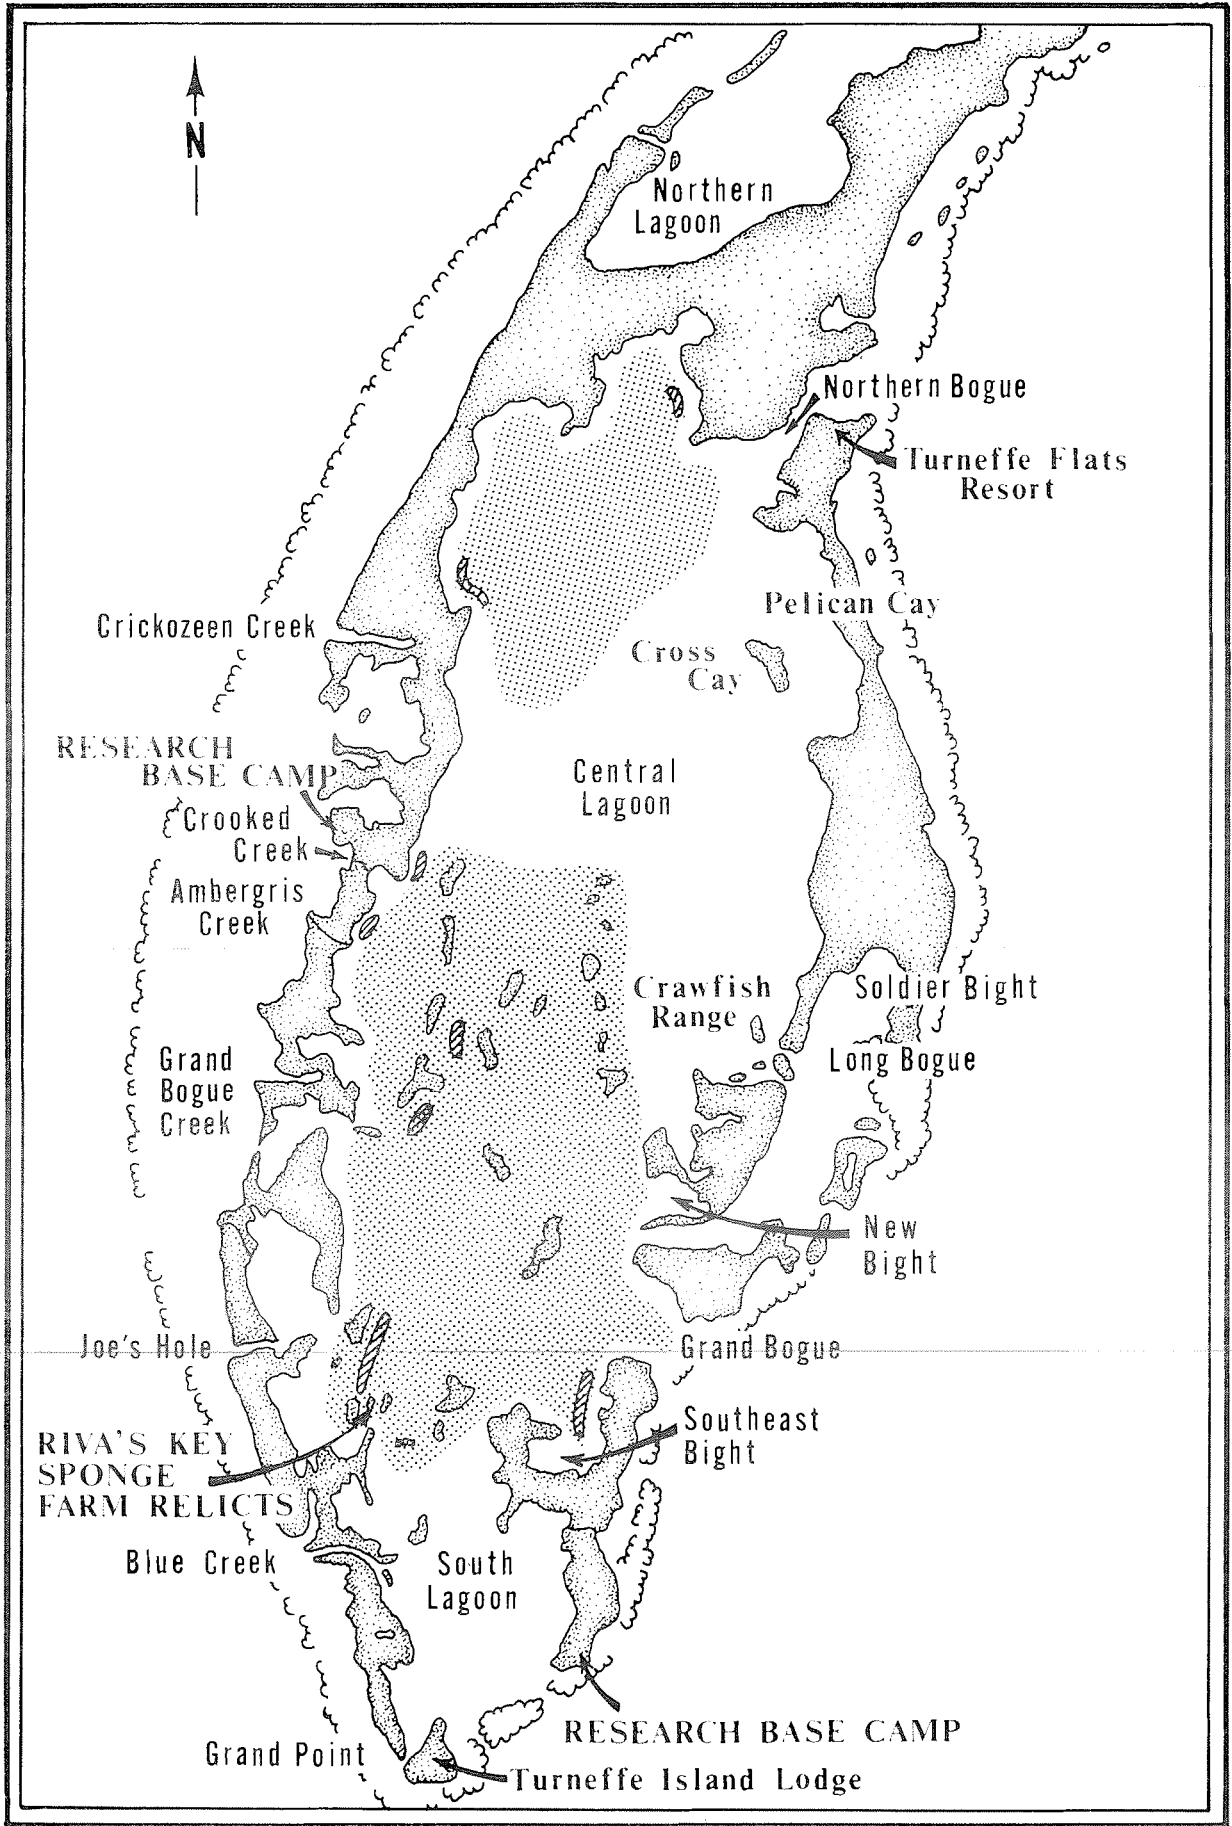 N
Northern
Lagoon
Northern Bogue
Turneffe Flats
Resort
Pelican Cay
Crickozeen Creek
Cross
Cay
RESEARCH
BASE CAMP
Central
Lagoon
Crooked
Creek
Ambergris
Creek
Crawfish
Range
Soldier Bight
Grand
Bogue
Creek
Long Bogue
New
Bight
Joe's Hole
Grand Bogue
Southeast
Bight
RIVA'S KEY
SPONGE
FARM RELICTS
Blue Creek
South
Lagoon
RESEARCH BASE CAMP
Grand Point
Turneffe Island Lodge